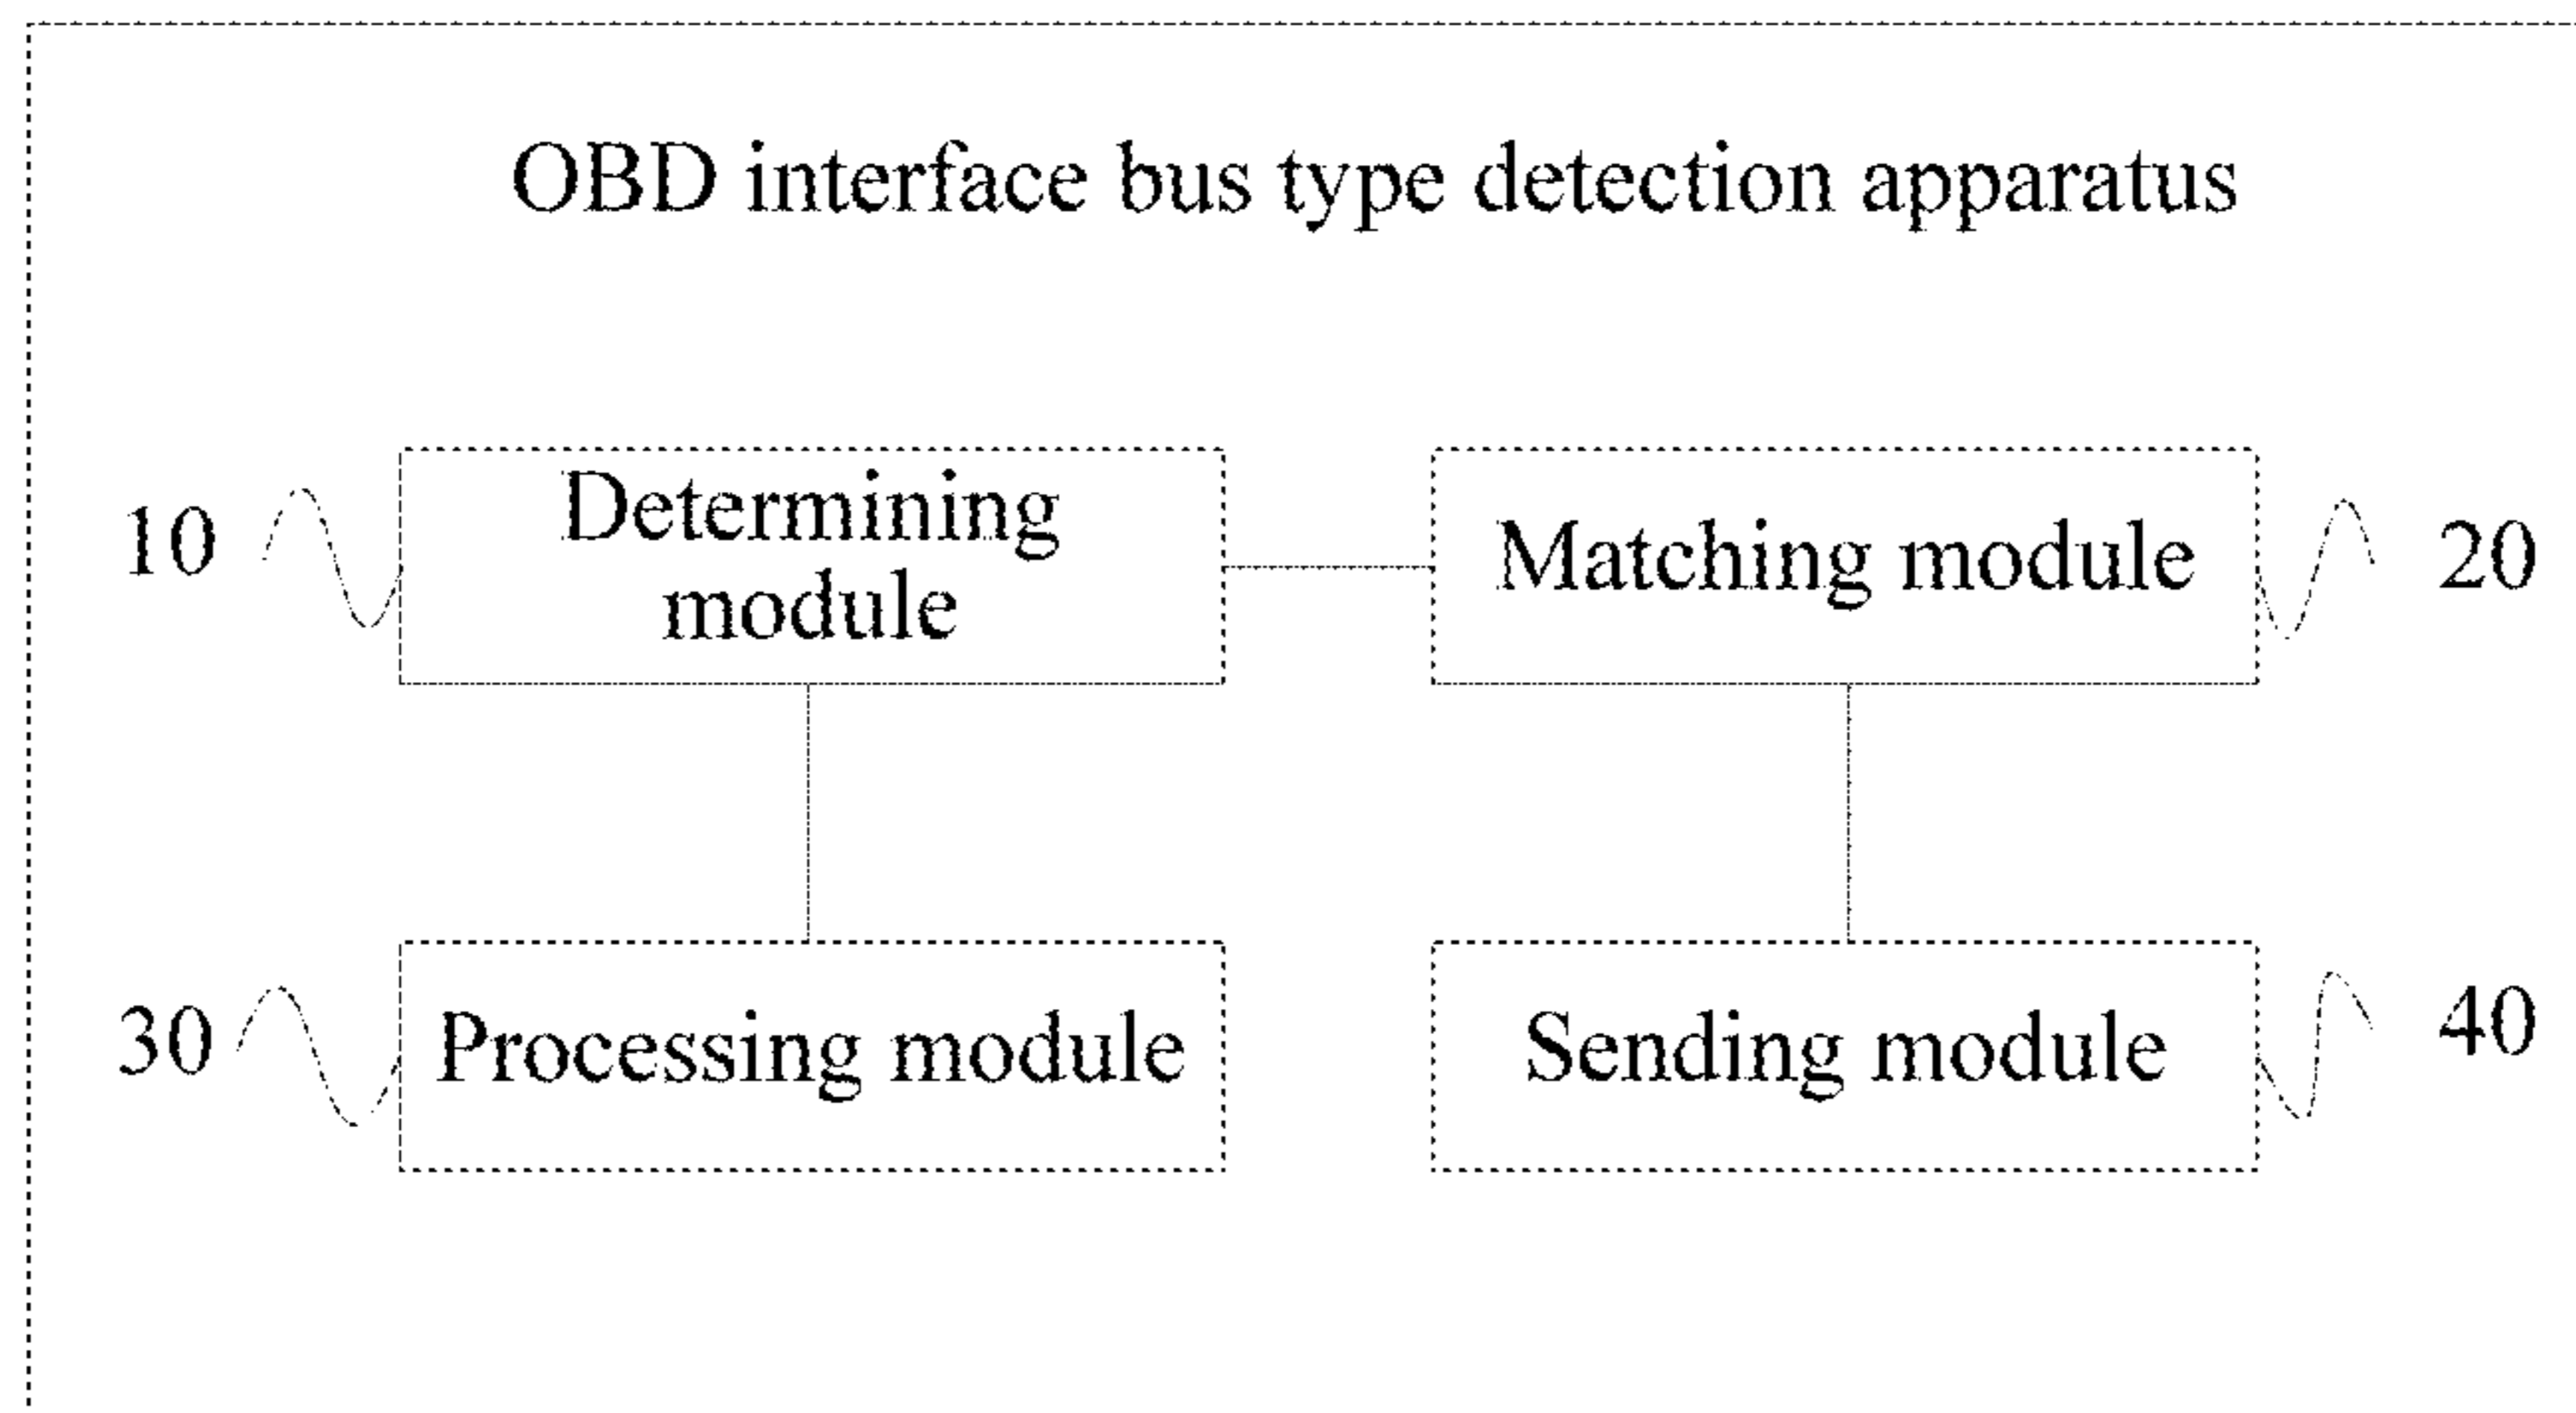 OBD interface bus type detection apparatus
10
Determining
module
Matching module
20
30
Processing module
Sending module
40